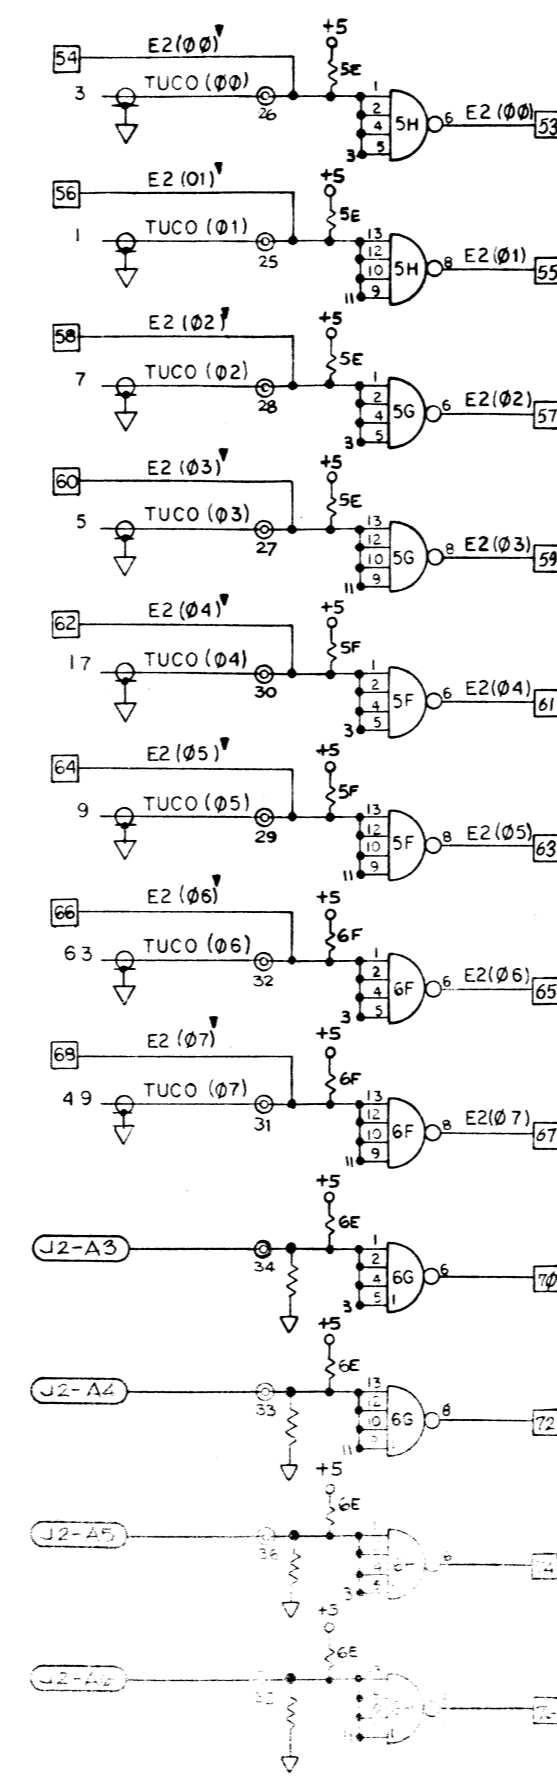 +5
54 E2(ØØ)▼ 5E
3 TUCO (ØØ) 26 1 2 4 5 3 5H 6 E2(ØØ) 53
+5
56 E2(Ø1)▼ 5E
1 TUCO (Ø1) 25 13 12 10 9 11 5H 8 E2(Ø1) 55
+5
58 E2(Ø2)▼ 5E
7 TUCO (Ø2) 28 1 2 4 5 3 5G 6 E2(Ø2) 57
+5
60 E2(Ø3)▼ 5E
5 TUCO (Ø3) 27 13 12 10 9 11 5G 8 E2(Ø3) 59
+5
62 E2(Ø4)▼ 5F
17 TUCO (Ø4) 30 1 2 4 5 3 5F 6 E2(Ø4) 61
+5
64 E2(Ø5)▼ 5F
9 TUCO (Ø5) 29 13 12 10 9 11 5F 8 E2(Ø5) 63
+5
66 E2(Ø6)▼ 6F
63 TUCO (Ø6) 32 1 2 4 5 3 6F 6 E2(Ø6) 65
+5
68 E2(Ø7)▼ 6F
49 TUCO (Ø7) 31 13 12 10 9 11 6F 8 E2(Ø7) 67
+5
6E
J2-A3 34 1 2 4 5 3 6G 6 7Ø
+5
6E
J2-A4 33 13 12 10 11 6G 8 72
+5
6E
J2-A5 1 4 5 3 6
+5
6E